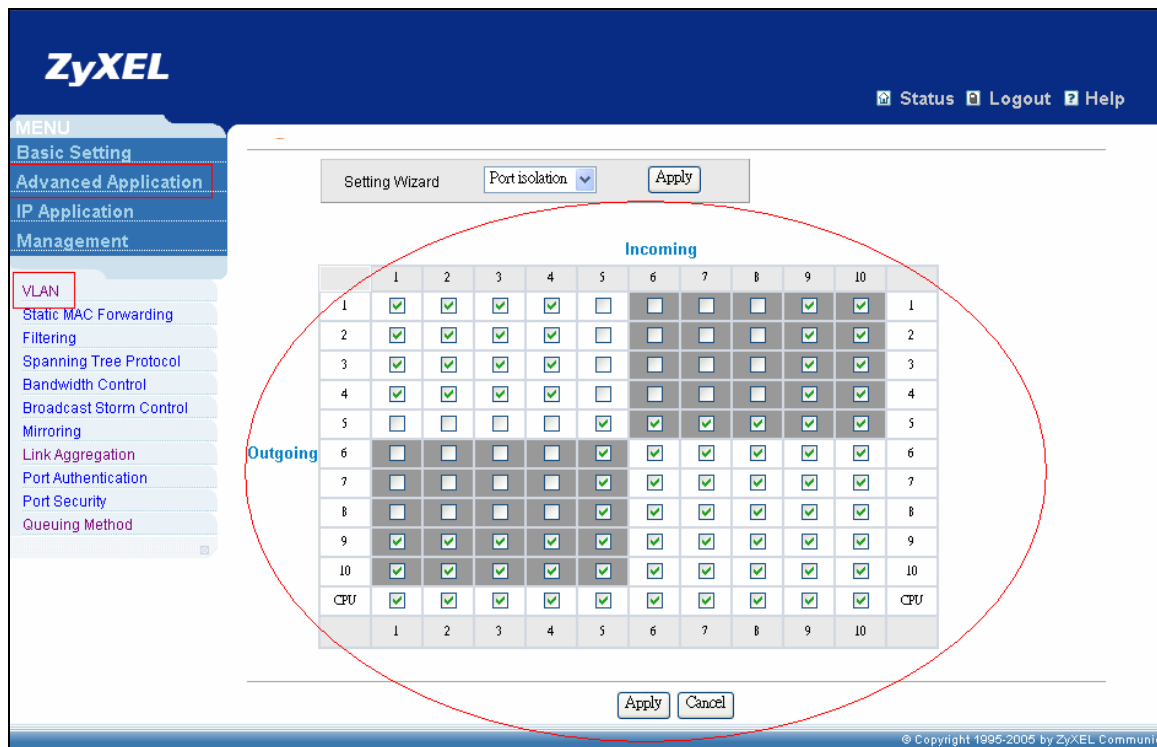 ZyXEL
Status Logout Help
MENU
Basic Setting
Advanced Application
IP Application
Management
VLAN
Static MAC Forwarding
Filtering
Spanning Tree Protocol
Bandwidth Control
Broadcast Storm Control
Mirroring
Link Aggregation
Port Authentication
Port Security
Queuing Method
Setting Wizard Port isolation Apply
Incoming
1 2 3 4 5 6 7 8 9 10
1 1
2 2
3 3
4 4
5 5
Outgoing 6 6
7 7
8 8
9 9
10 10
CPU CPU
1 2 3 4 5 6 7 8 9 10
Apply Cancel
© Copyright 1995-2005 by ZyXEL Communi